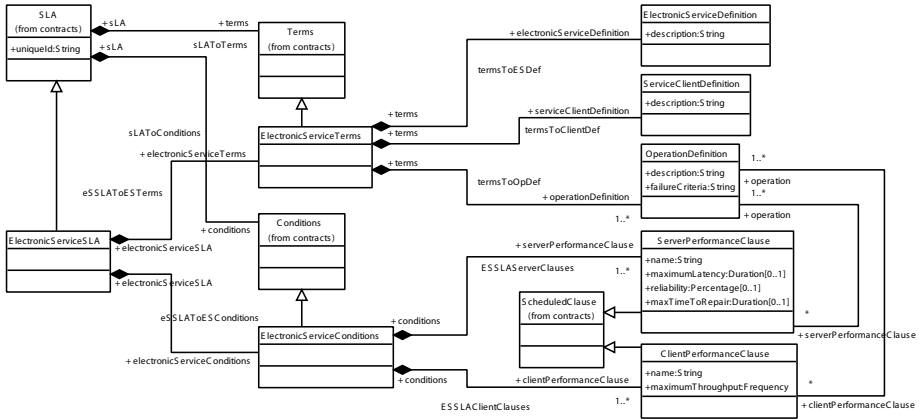 SLA
(from contracts)
+uniqueId:String
+sLA
+terms
+sLA
sLAToTerms
Terms
(from contracts)
+electronicServiceDefinition
ElectronicServiceDefinition
+description:String
termsToESDef
ServiceClientDefinition
+description:String
+terms
+serviceClientDefinition
termsToClientDef
sLAToConditions
ElectronicServiceTerms
+terms
+electronicServiceTerms
+terms
OperationDefinition
+description:String
+failureCriteria:String
1..*
+operation
1..*
+operation
termsToOpDef
+operationDefinition
1..*
eSSLAToESTerms
ElectronicServiceSLA
+electronicServiceSLA
+electronicServiceSLA
+conditions
Conditions
(from contracts)
+serverPerformanceClause
1..*
ESSLAServerClauses
ServerPerformanceClause
+name:String
+maximumLatency:Duration[0..1]
+reliability:Percentage[0..1]
+maxTimeToRepair:Duration[0..1]
*
+serverPerformanceClause
ScheduledClause
(from contracts)
eSSLAToESConditions
+conditions
ElectronicServiceConditions
+electronicServiceConditions
+conditions
+clientPerformanceClause
1..*
ESSLAClientClauses
ClientPerformanceClause
+name:String
+maximumThroughput:Frequency
*
+clientPerformanceClause